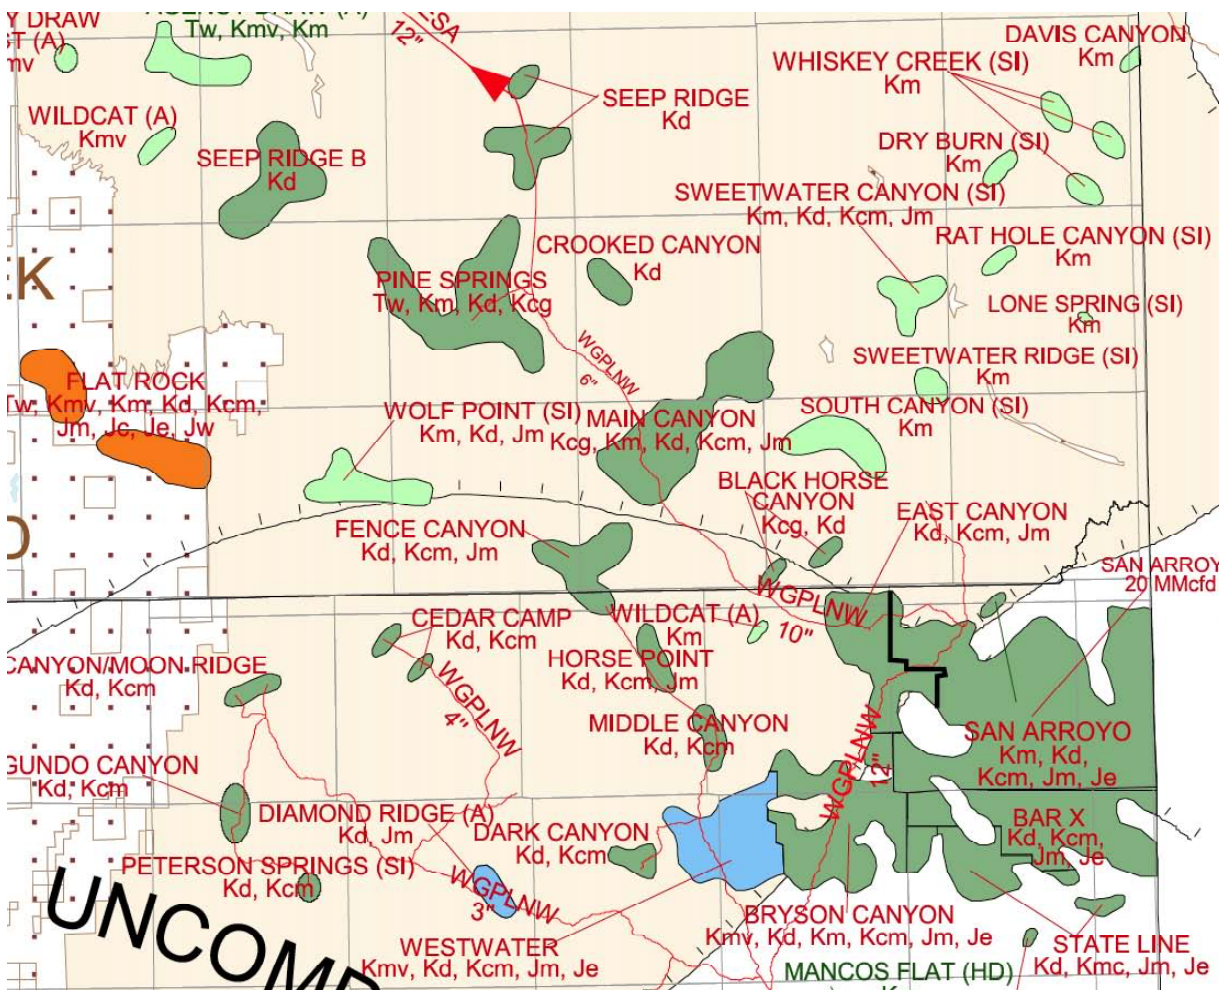 Y DRAW
T (A)
mv
AGENCY DRAW (A)
Tw, Kmv, Km
SA
12"
DAVIS CANYON
Km
WHISKEY CREEK (SI)
Km
SEEP RIDGE
Kd
WILDCAT (A)
Kmv
SEEP RIDGE B
Kd
DRY BURN (SI)
Km
SWEETWATER CANYON (SI)
Km, Kd, Kcm, Jm
RAT HOLE CANYON (SI)
Km
CROOKED CANYON
Kd
K
PINE SPRINGS
Tw, Km, Kd, Kcg
LONE SPRING (SI)
Km
WGPLNW
6"
SWEETWATER RIDGE (SI)
Km
FLAT ROCK
Tw, Kmv, Km, Kd, Kcm,
Jm, Jc, Je, Jw
WOLF POINT (SI)
Km, Kd, Jm
MAIN CANYON
Kcg, Km, Kd, Kcm, Jm
SOUTH CANYON (SI)
Km
BLACK HORSE
CANYON
Kcg, Kd
EAST CANYON
Kd, Kcm, Jm
D
FENCE CANYON
Kd, Kcm, Jm
SAN ARROY
20 MMcfd
WGPLNW
10"
CEDAR CAMP
Kd, Kcm
WILDCAT (A)
Km
HORSE POINT
Kd, Kcm, Jm
CANYON/MOON RIDGE
Kd, Kcm
WGPLNW
4"
MIDDLE CANYON
Kd, Kcm
WGPLNW
12"
SAN ARROYO
Km, Kd,
Kcm, Jm, Je
GUNDO CANYON
Kd, Kcm
DIAMOND RIDGE (A)
Kd, Jm
DARK CANYON
Kd, Kcm
BAR X
Kd, Kcm,
Jm, Je
PETERSON SPRINGS (SI)
Kd, Kcm
WGPLNW
3"
UNCOMP
WESTWATER
Kmv, Kd, Kcm, Jm, Je
BRYSON CANYON
Kmv, Kd, Km, Kcm, Jm, Je
STATE LINE
Kd, Kmc, Jm, Je
MANCOS FLAT (HD)